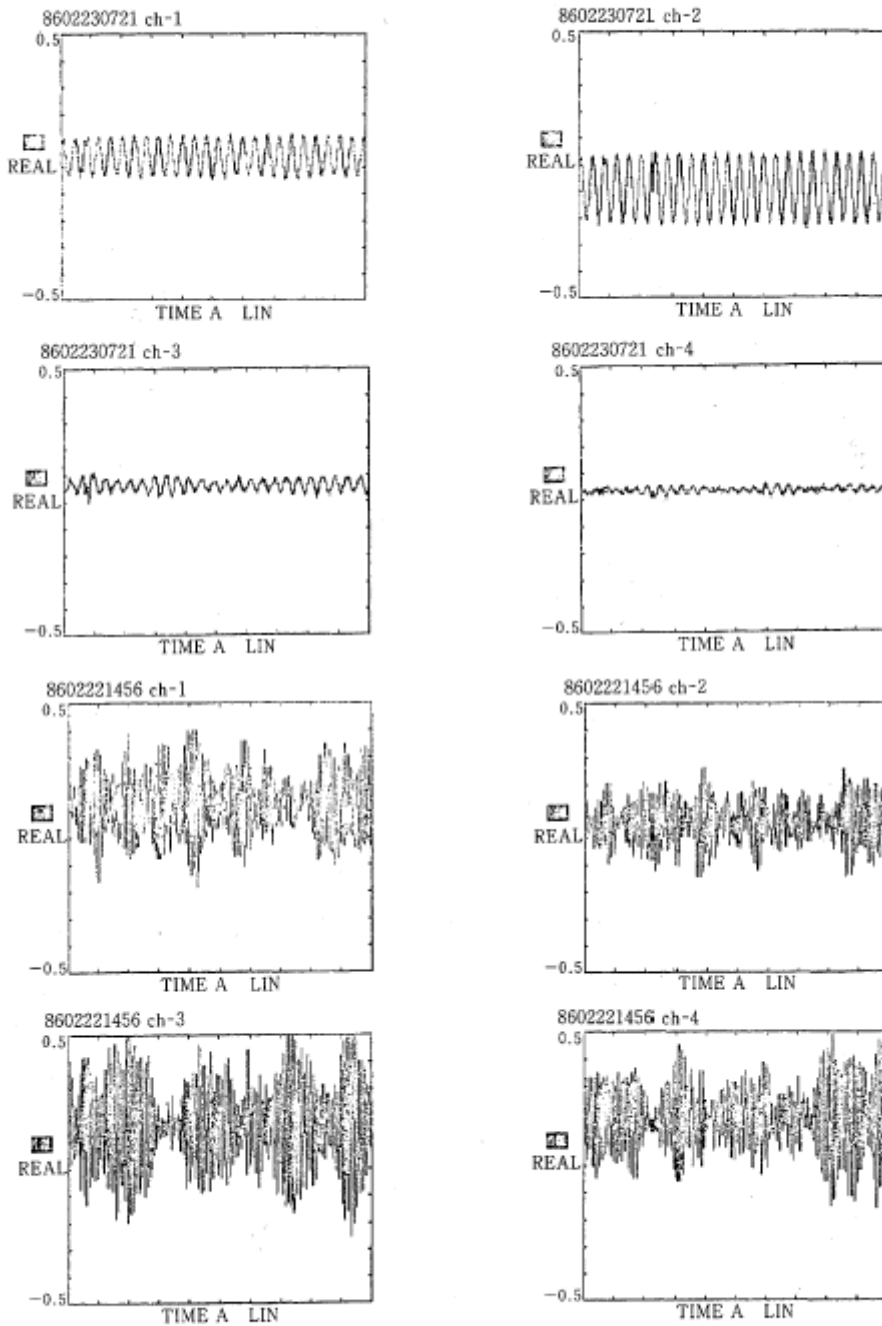 8602230721 ch-1
0.5
REAL
-0.5
TIME A LIN
8602230721 ch-2
0.5
REAL
-0.5
TIME A LIN
8602230721 ch-3
0.5
REAL
-0.5
TIME A LIN
8602230721 ch-4
0.5
REAL
-0.5
TIME A LIN
8602221456 ch-1
0.5
REAL
-0.5
TIME A LIN
8602221456 ch-2
0.5
REAL
-0.5
TIME A LIN
8602221456 ch-3
0.5
REAL
-0.5
TIME A LIN
8602221456 ch-4
0.5
REAL
-0.5
TIME A LIN